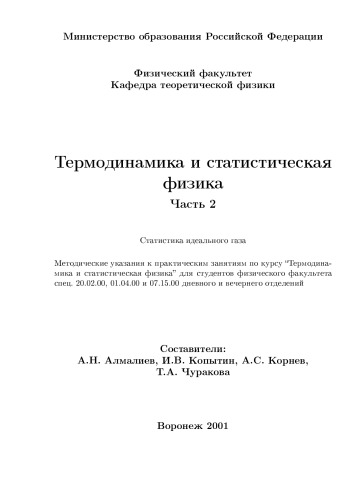 Министерство образования Российской Федерации
Физический факультет
Кафедра теоретической физики
Термодинамика и статистическая
физика
Часть 2
Статистика идеального газа
Методические указания к практическим занятиям по курсу “Термодина-
мика и статистическая физика” для студентов физического факультета
спец. 20.02.00, 01.04.00 и 07.15.00 дневного и вечернего отделений
Составители:
А.Н. Алмалиев, И.В. Копытин, А.С. Корнев,
Т.А. Чуракова
Воронеж 2001